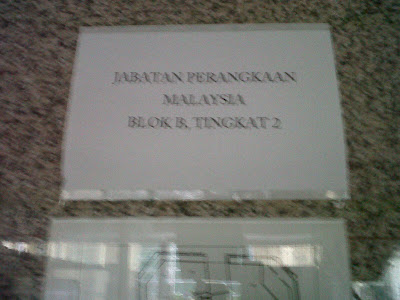 JABATAN PERANGKAAN
MALAYSIA
BLOK B, TINGKAT 2